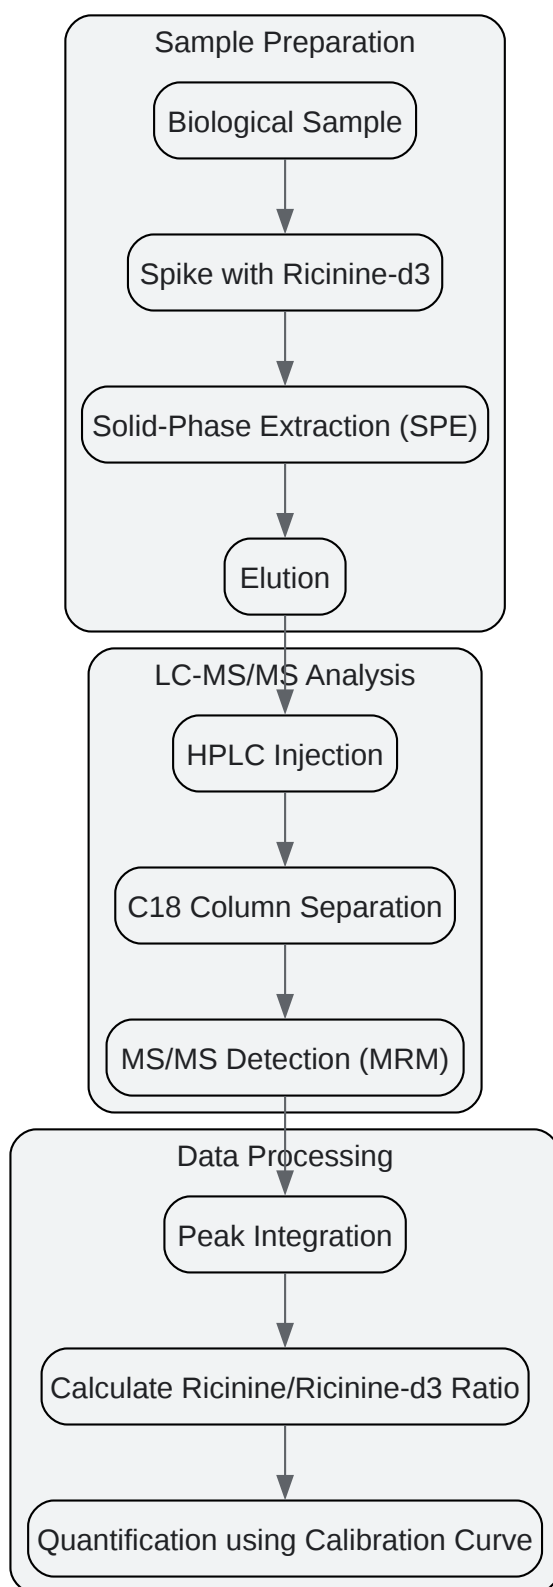 Sample Preparation
Biological Sample
Spike with Ricinine-d3
Solid-Phase Extraction (SPE)
Elution
LC-MS/MS Analysis
HPLC Injection
C18 Column Separation
MS/MS Detection (MRM)
Data Processing
Peak Integration
Calculate Ricinine/Ricinine-d3 Ratio
Quantification using Calibration Curve